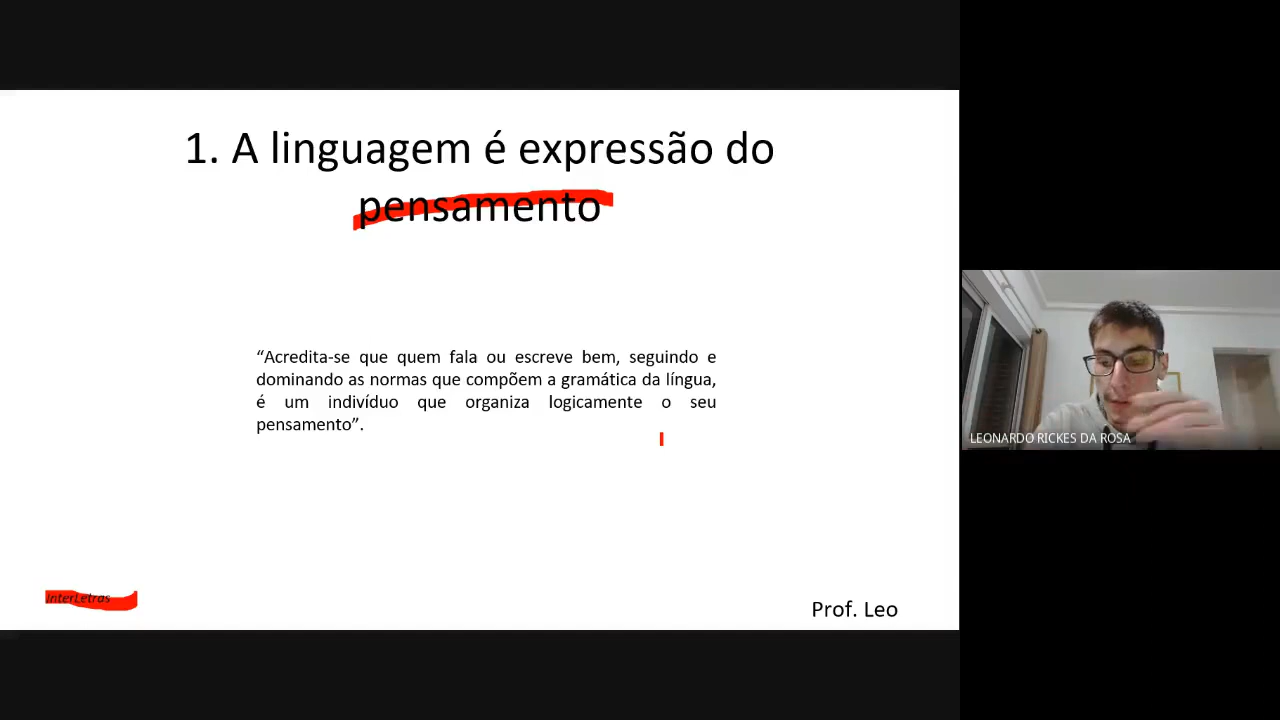 1. A linguagem é expressão do
pensamento
“Acredita-se que quem fala ou escreve bem, seguindo e
dominando as normas que compõem a gramática da língua,
é um indivíduo que organiza logicamente o seu
pensamento”.
InterLetras
Prof. Leo
LEONARDO RICKES DA ROSA